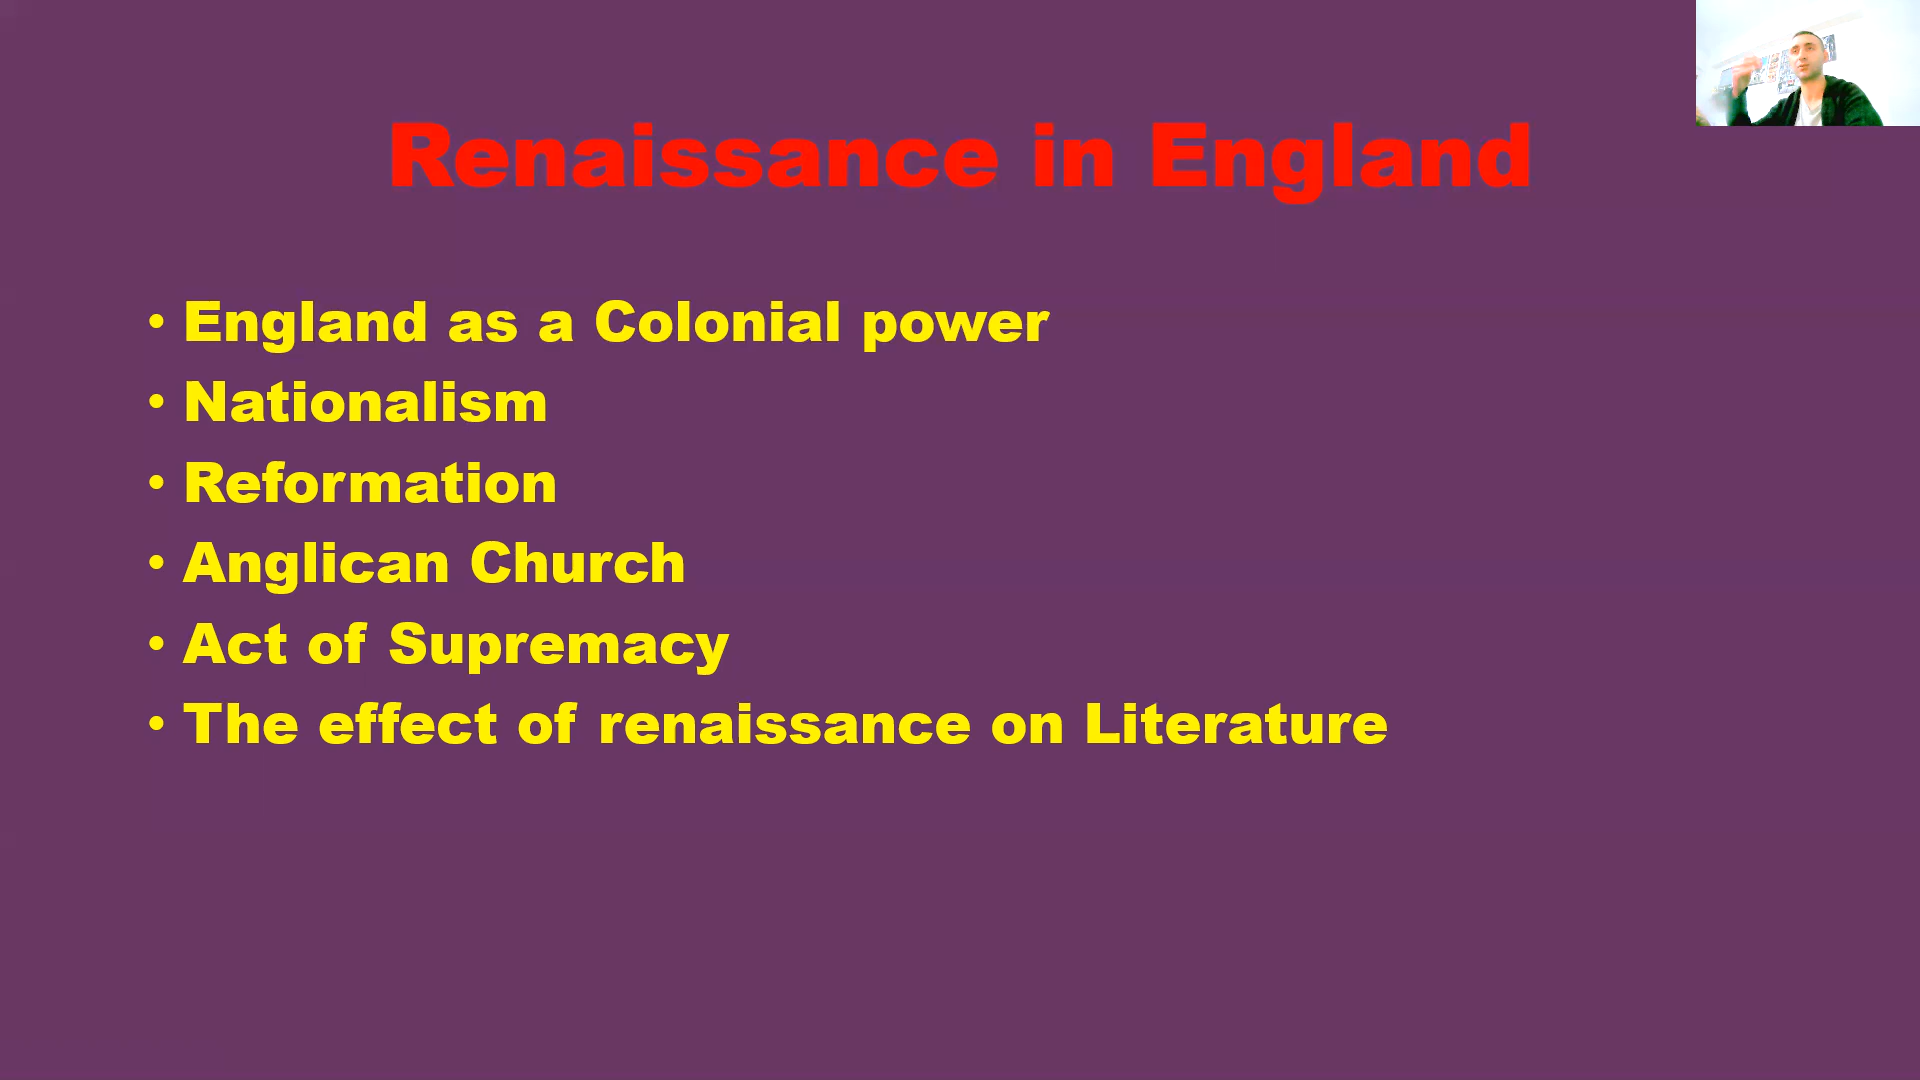 Renaissance in England
• England as a Colonial power
• Nationalism
• Reformation
• Anglican Church
• Act of Supremacy
• The effect of renaissance on Literature